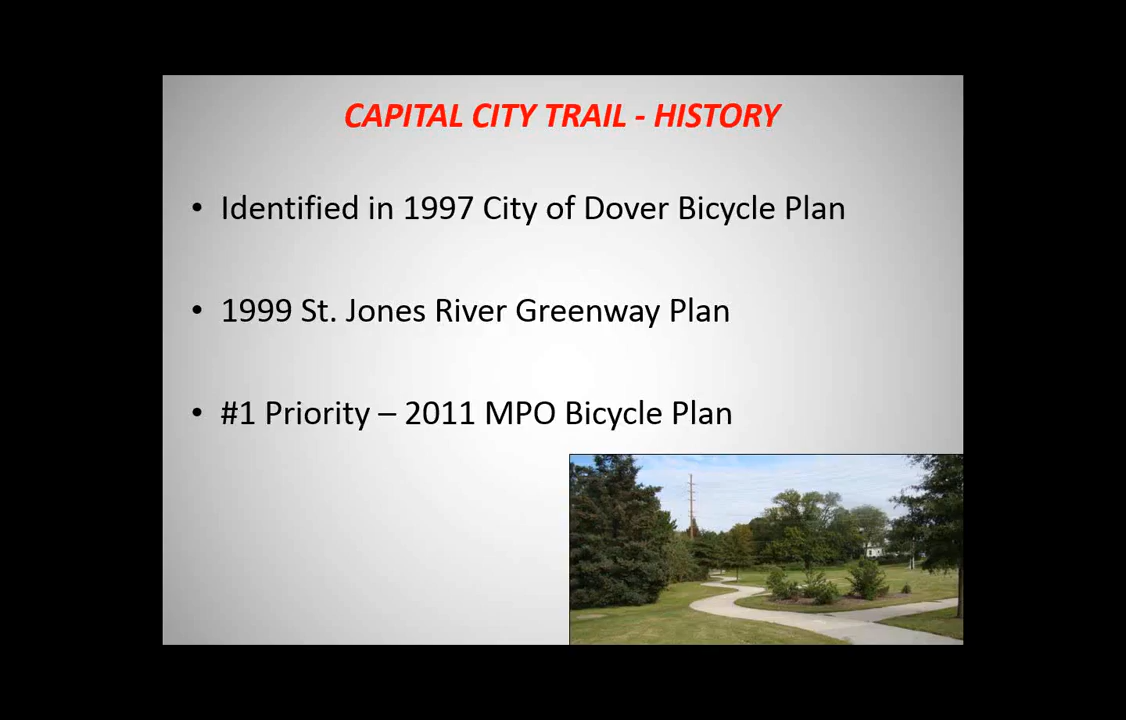 CAPITAL CITY TRAIL - HISTORY
• Identified in 1997 City of Dover Bicycle Plan
• 1999 St. Jones River Greenway Plan
• #1 Priority – 2011 MPO Bicycle Plan